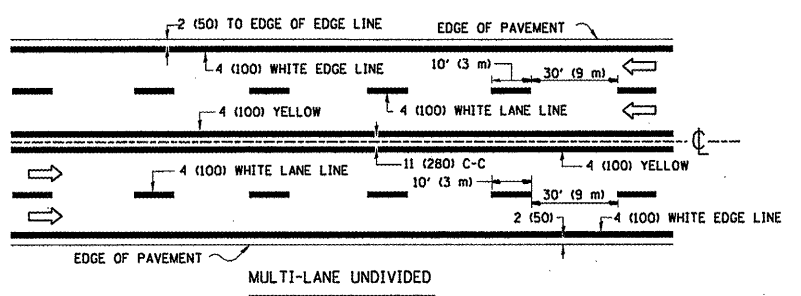 2 (50) TO EDGE OF EDGE LINE
EDGE OF PAVEMENT
4 (100) WHITE EDGE LINE
10' (3 m)
30' (9 m)
4 (100) YELLOW
4 (100) WHITE LANE LINE
℄
4 (100) WHITE LANE LINE
11 (280) C-C
4 (100) YELLOW
10' (3 m)
30' (9 m)
2 (50)
4 (100) WHITE EDGE LINE
EDGE OF PAVEMENT
MULTI-LANE UNDIVIDED